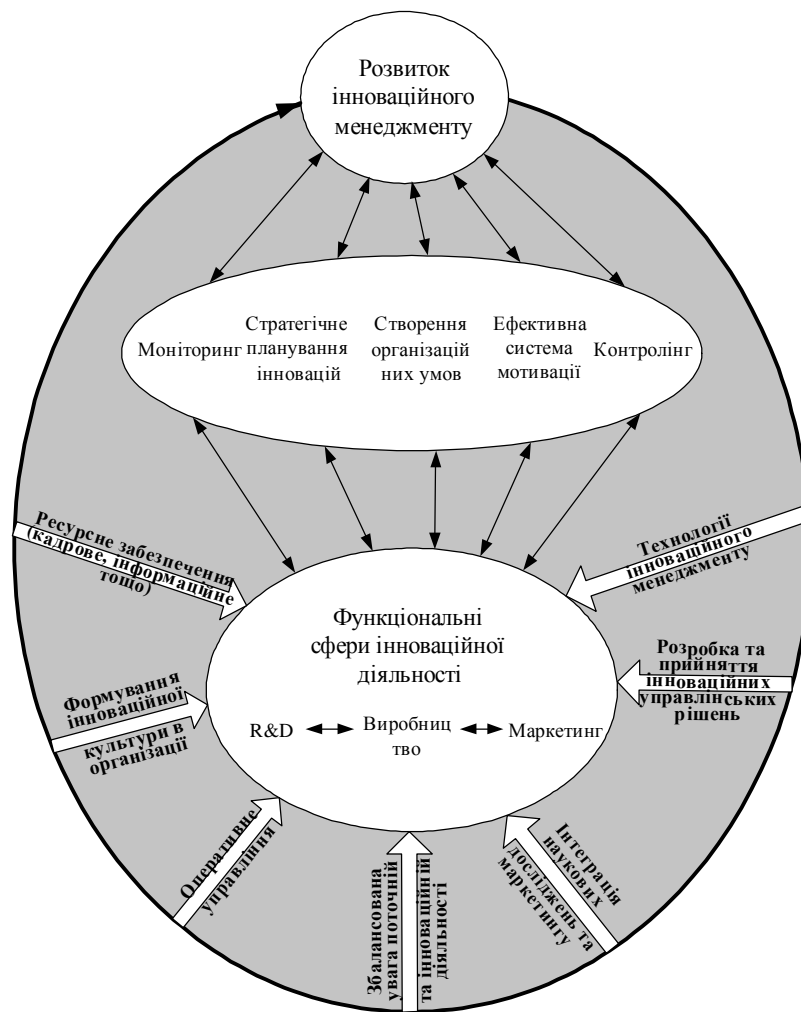 Розвиток
інноваційного
менеджменту
Моніторинг
Стратегічне
планування
інновацій
Створення
організацій
них умов
Ефективна
система
мотивації
Контролінг
Ресурсне забезпечення
(кадрове, інформаційне
тощо)
Технології
інноваційного
менеджменту
Функціональні
сфери інноваційної
діяльності
R&D
Виробниц
тво
Маркетинг
Формування
інноваційної
культури в
організації
Розробка та
прийняття
інноваційних
управлінських
рішень
Оперативне
управління
Збалансована
увага поточній
та інноваційній
діяльності
Інтеграція
наукових
досліджень та
маркетингу